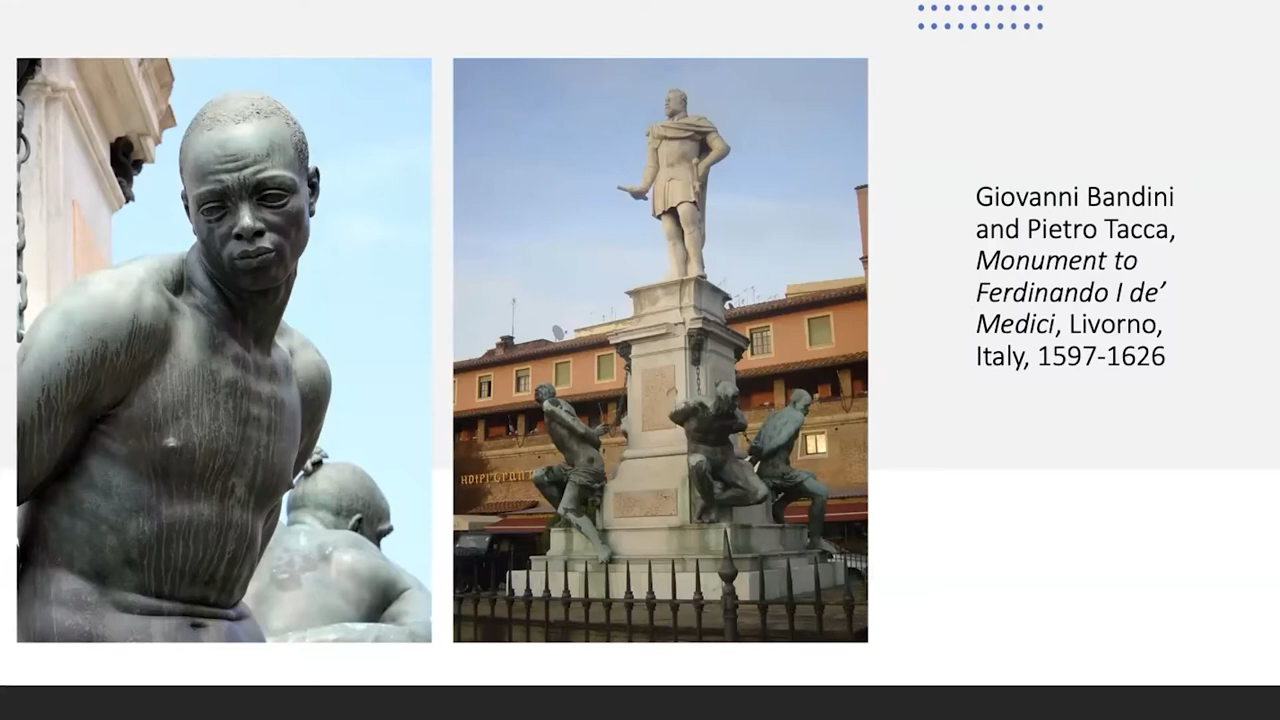 Giovanni Bandini
and Pietro Tacca,
Monument to
Ferdinando I de’
Medici, Livorno,
Italy, 1597-1626